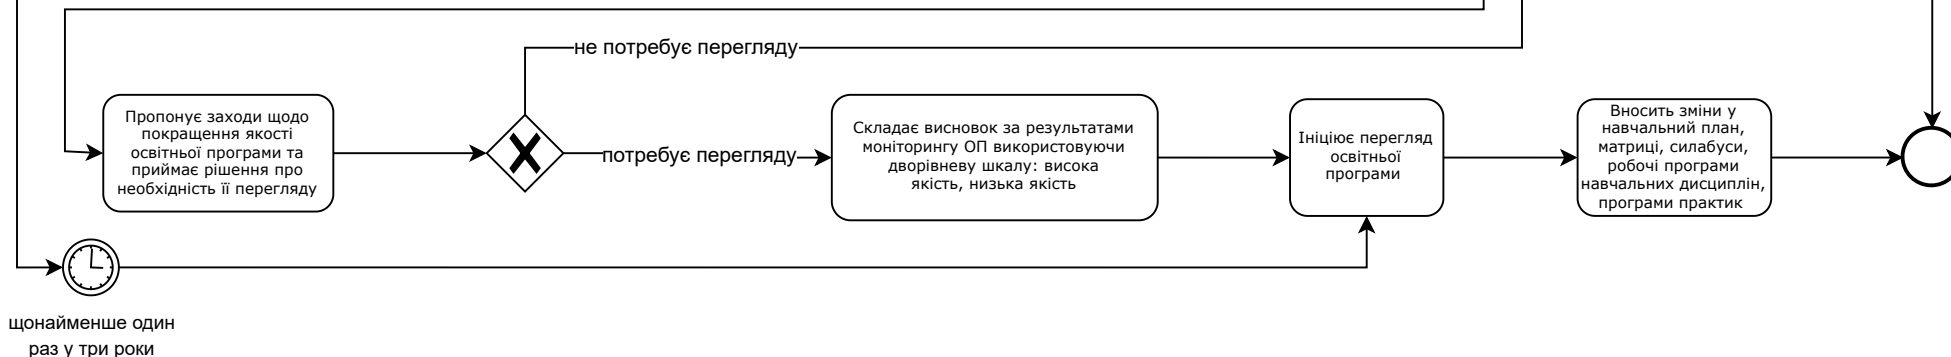 не потребує перегляду
Пропонує заходи щодо
покращення якості
освітньої програми та
приймає рішення про
необхідність її перегляду
потребує перегляду
Складає висновок за результатами
моніторингу ОП використовуючи
дворівневу шкалу: висока
якість, низька якість
Ініціює перегляд
освітньої
програми
Вносить зміни у
навчальний план,
матриці, силабуси,
робочі програми
навчальних дисциплін,
програми практик
щонайменше один
раз у три роки